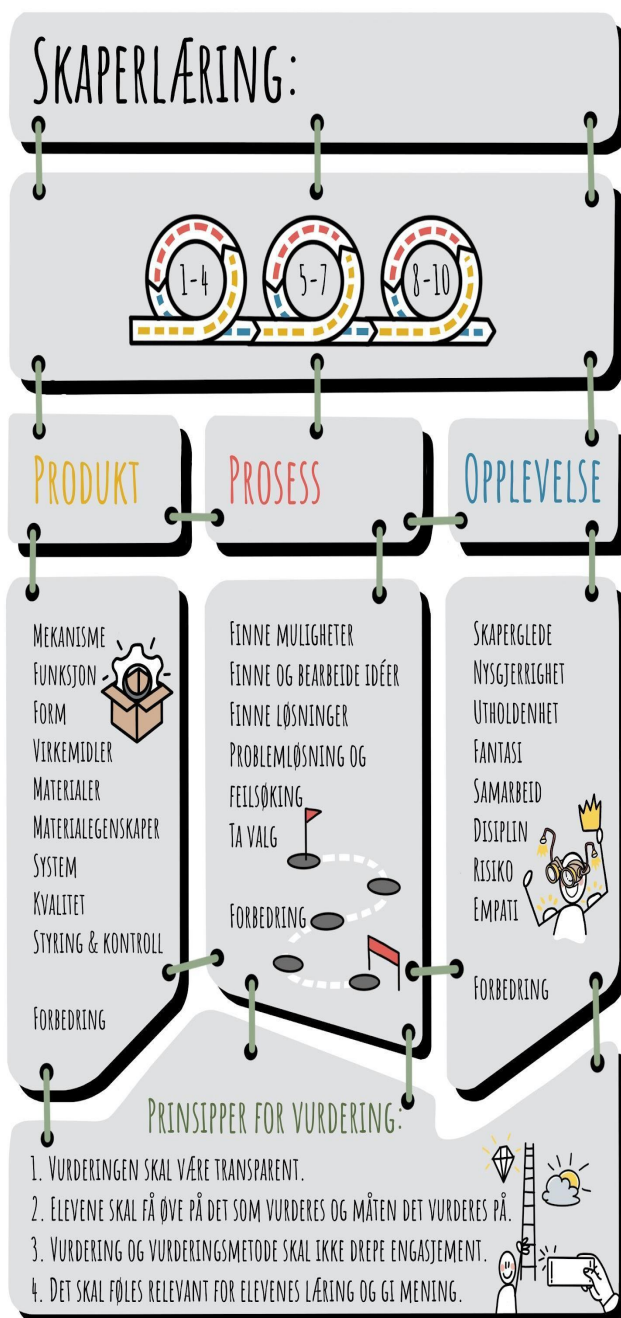 SKAPERLÆRING:
1-4
5-7
8-10
PRODUKT
PROSESS
OPPLEVELSE
MEKANISME
FUNKSJON
FORM
VIRKEMIDLER
MATERIALER
MATERIALEGENSKAPER
SYSTEM
KVALITET
STYRING & KONTROLL
FORBEDRING
FINNE MULIGHETER
FINNE OG BEARBEIDE IDÉER
FINNE LØSNINGER
PROBLEMLØSNING OG
FEILSØKING
TA VALG
FORBEDRING
SKAPERGLEDE
NYSGJERRIGHET
UTHOLDENHET
FANTASI
SAMARBEID
DISIPLIN
RISIKO
EMPATI
FORBEDRING
PRINSIPPER FOR VURDERING:
1. VURDERINGEN SKAL VÆRE TRANSPARENT.
2. ELEVENE SKAL FÅ ØVE PÅ DET SOM VURDERES OG MÅTEN DET VURDERES PÅ.
3. VURDERING OG VURDERINGSMETODE SKAL IKKE DREPE ENGASJEMENT.
4. DET SKAL FØLES RELEVANT FOR ELEVENES LÆRING OG GI MENING.